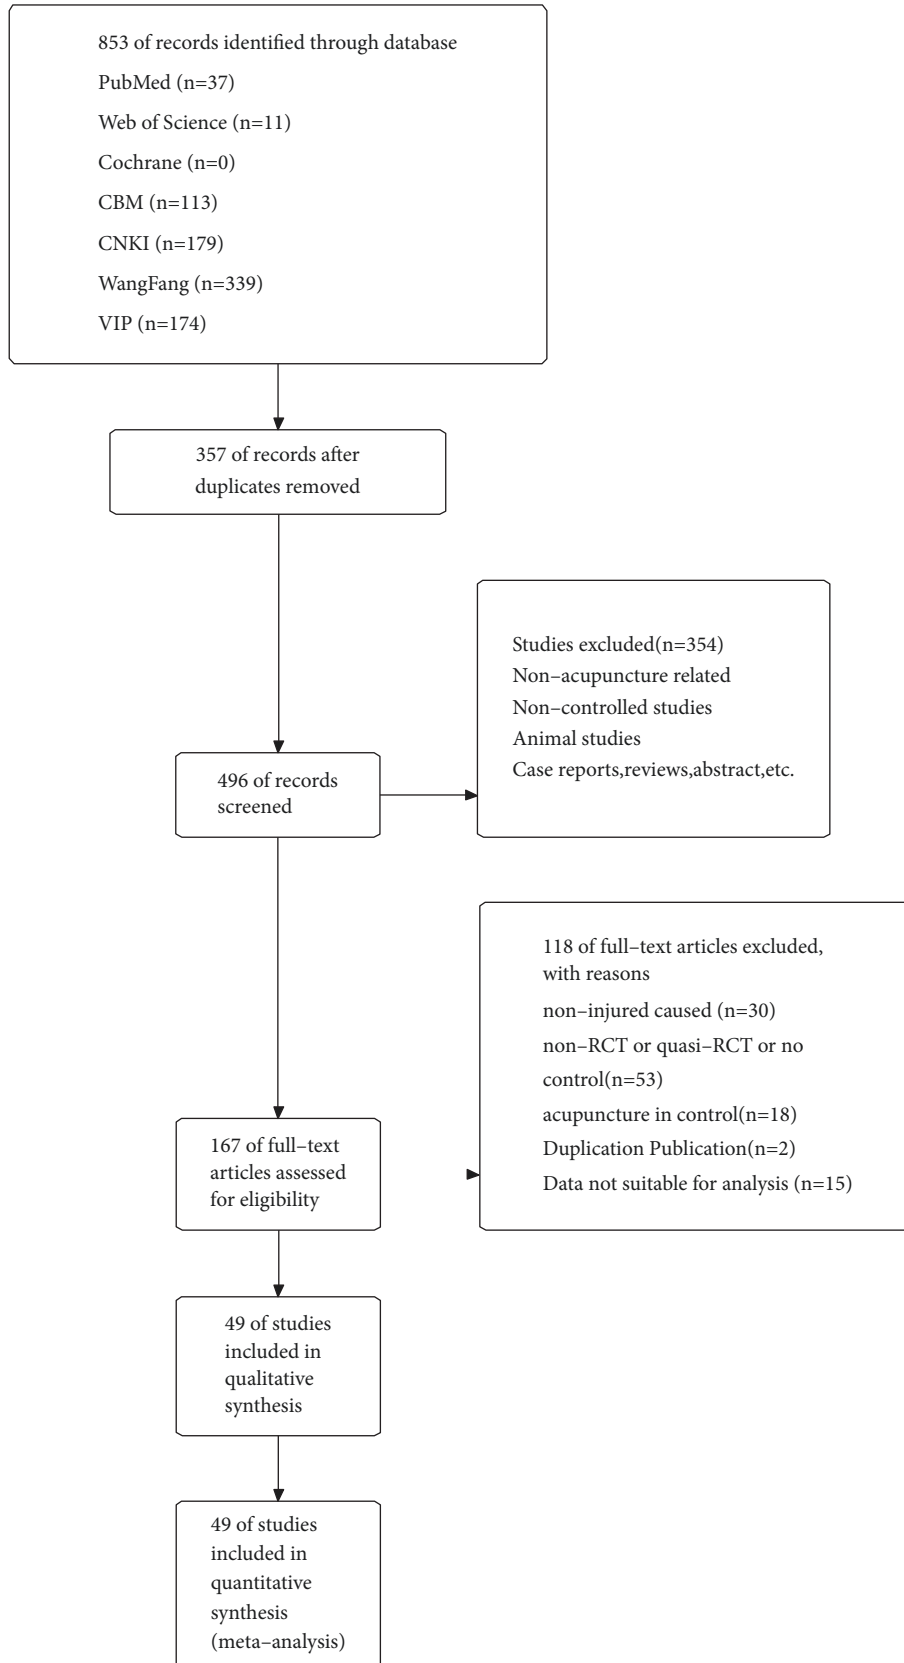 853 of records identified through database
PubMed (n=37)
Web of Science (n=11)
Cochrane (n=0)
CBM (n=113)
CNKI (n=179)
WangFang (n=339)
VIP (n=174)
357 of records after
duplicates removed
Studies excluded(n=354)
Non–acupuncture related
Non–controlled studies
Animal studies
Case reports,reviews,abstract,etc.
496 of records
screened
118 of full–text articles excluded,
with reasons
non–injured caused (n=30)
non–RCT or quasi–RCT or no
control(n=53)
acupuncture in control(n=18)
Duplication Publication(n=2)
Data not suitable for analysis (n=15)
167 of full–text
articles assessed
for eligibility
49 of studies
included in
qualitative
synthesis
49 of studies
included in
quantitative
synthesis
(meta–analysis)